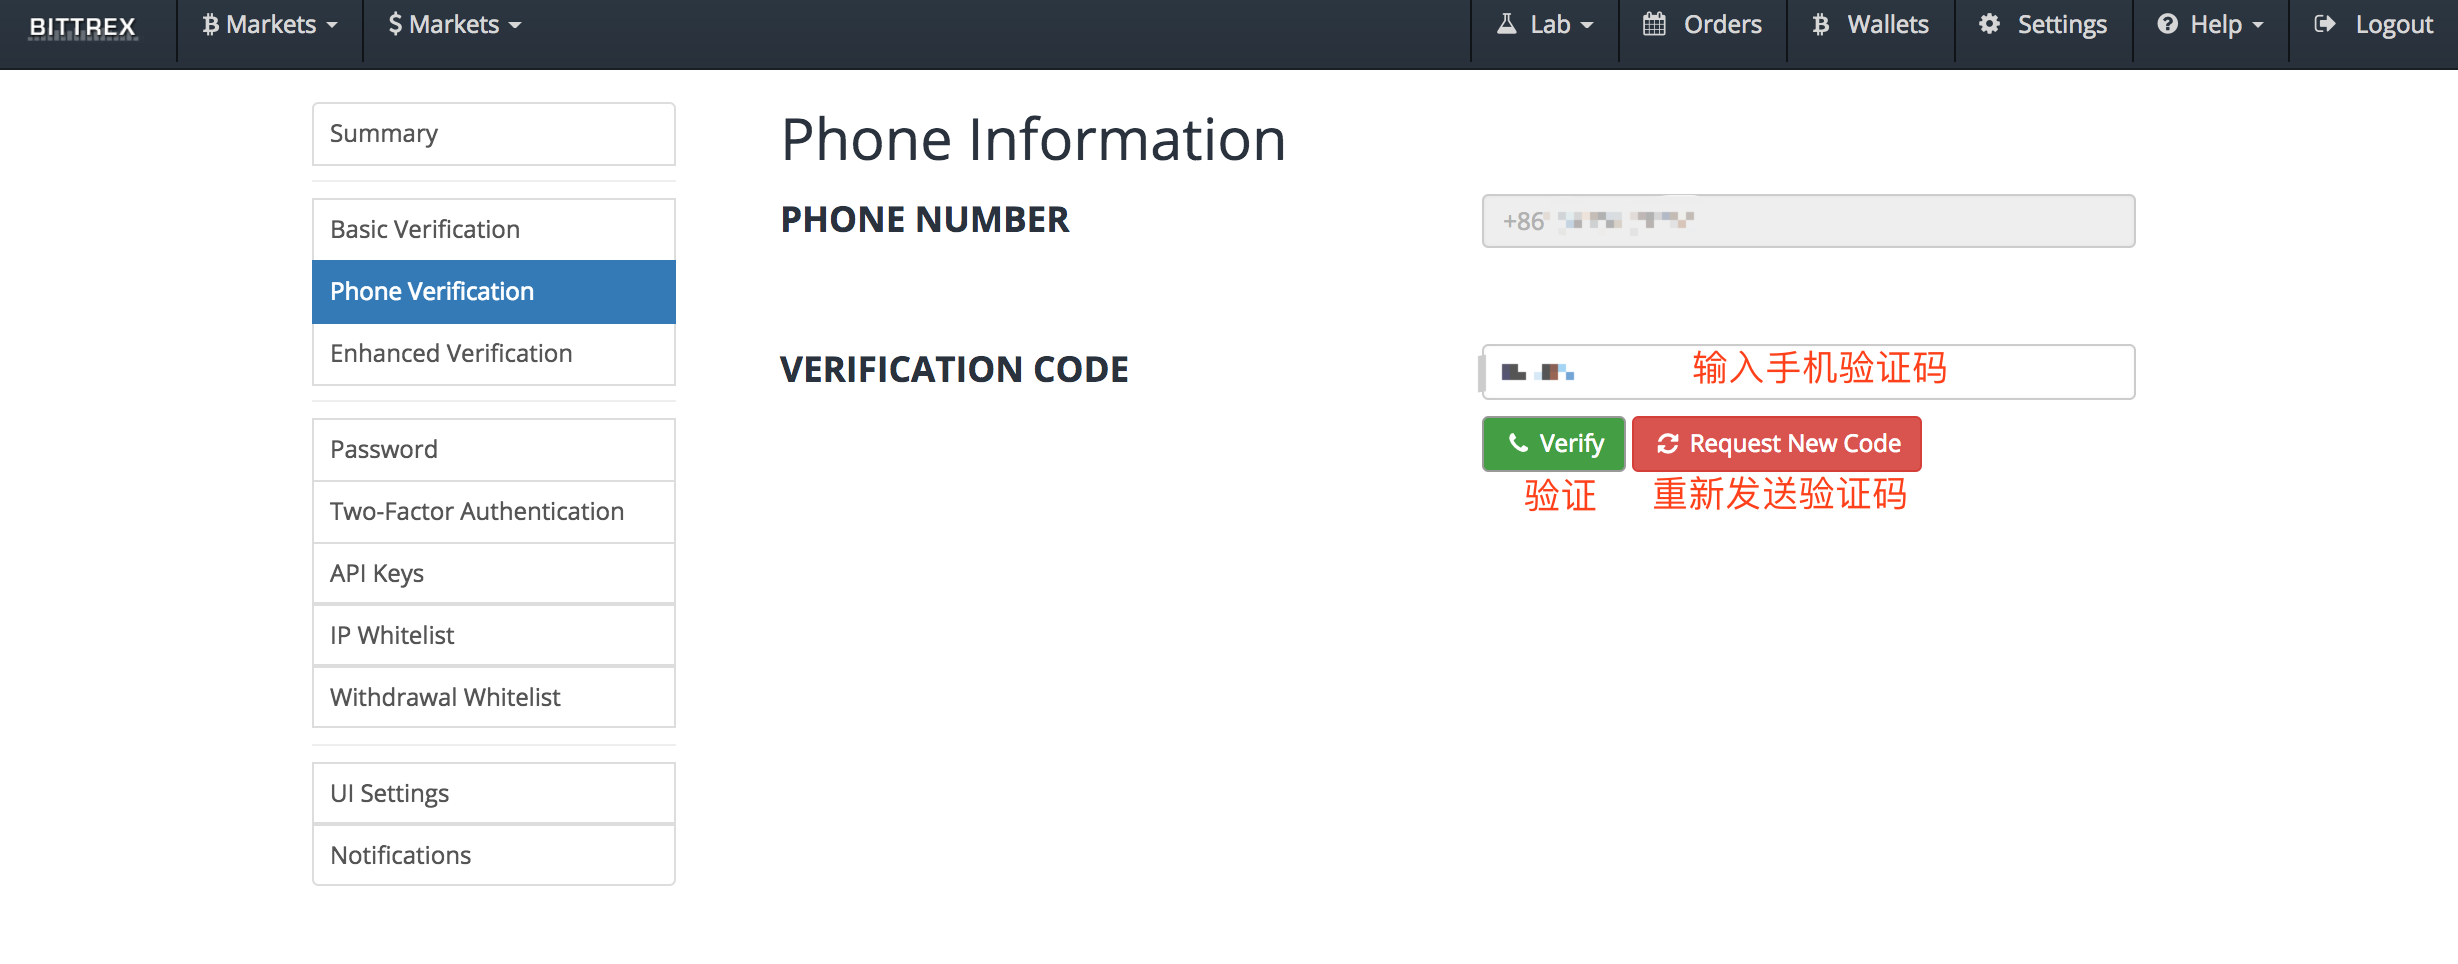 BITTREX
Markets
$ Markets
Lab
Orders
Wallets
Settings
Help
Logout
Summary
Basic Verification
Phone Verification
Enhanced Verification
Password
Two-Factor Authentication
API Keys
IP Whitelist
Withdrawal Whitelist
UI Settings
Notifications
Phone Information
PHONE NUMBER
+86
VERIFICATION CODE
输入手机验证码
Verify
Request New Code
验证
重新发送验证码